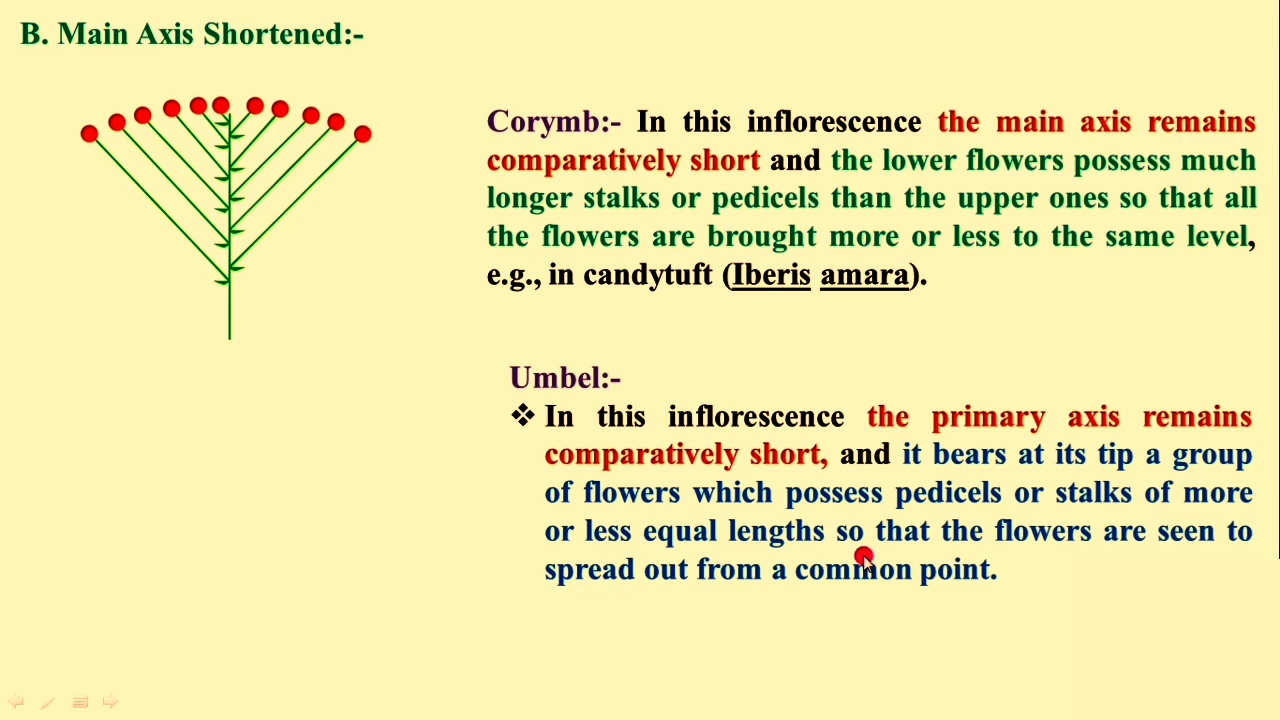 B. Main Axis Shortened:-
Corymb:- In this inflorescence the main axis remains
comparatively short and the lower flowers possess much
longer stalks or pedicels than the upper ones so that all
the flowers are brought more or less to the same level,
e.g., in candytuft (Iberis amara).
Umbel:-
❖ In this inflorescence the primary axis remains
comparatively short, and it bears at its tip a group
of flowers which possess pedicels or stalks of more
or less equal lengths so that the flowers are seen to
spread out from a common point.